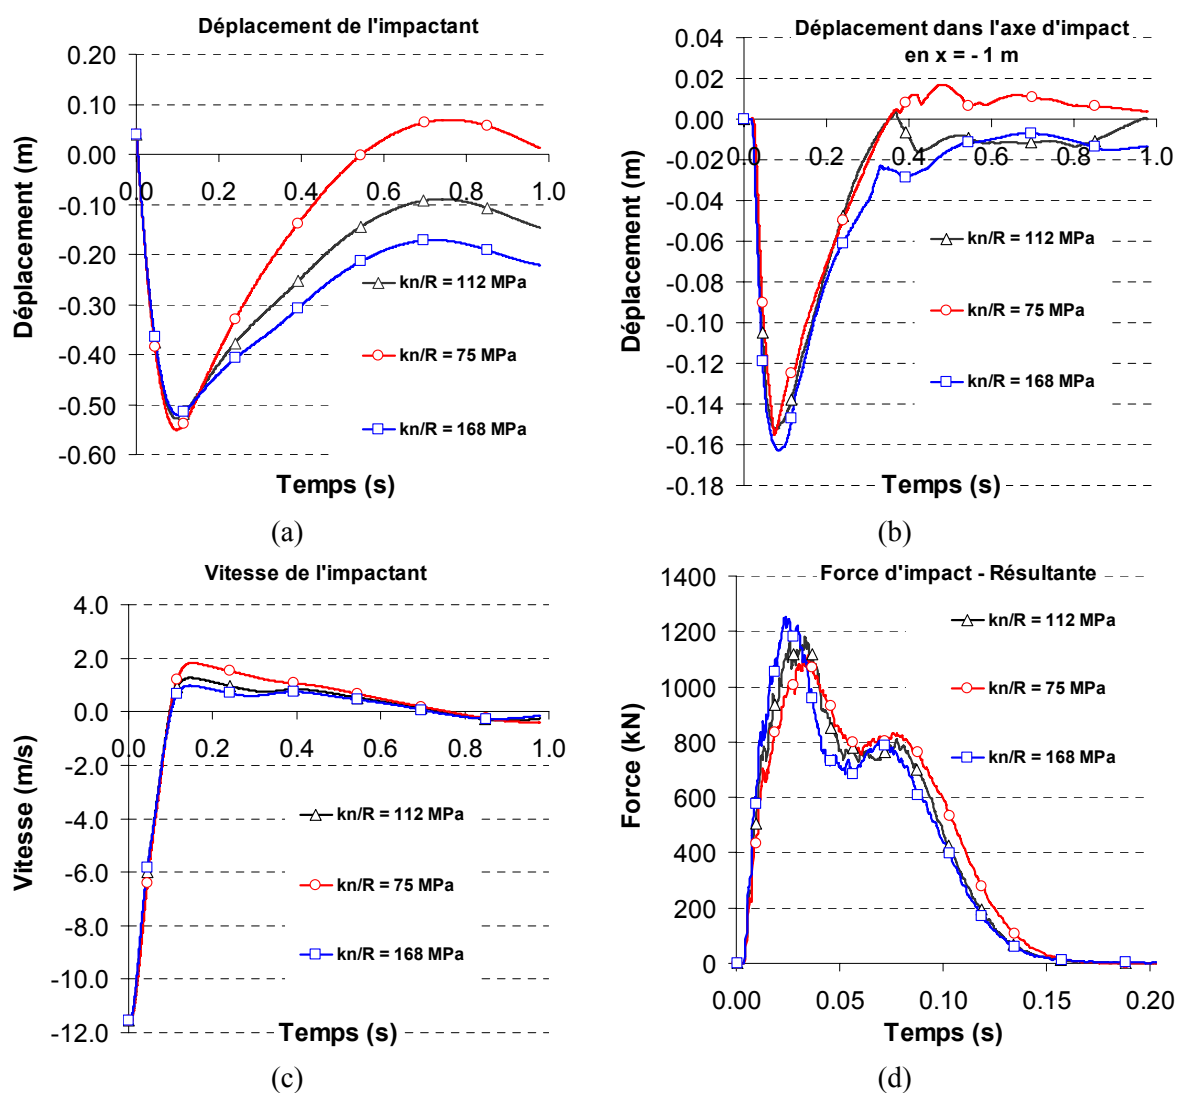 (a)
Déplacement de l'impactant
0.20
0.10
0.00
-0.10
-0.20
-0.30
-0.40
-0.50
-0.60
0.0 0.2 0.4 0.6 0.8 1.0
Déplacement (m)
Temps (s)
kn/R = 112 MPa
kn/R = 75 MPa
kn/R = 168 MPa
(a)
(b)
Déplacement dans l'axe d'impact
en x = - 1 m
0.04
0.02
0.00
-0.02
-0.04
-0.06
-0.08
-0.10
-0.12
-0.14
-0.16
-0.18
0.0 0.2 0.4 0.6 0.8 1.0
Déplacement (m)
Temps (s)
kn/R = 112 MPa
kn/R = 75 MPa
kn/R = 168 MPa
(b)
Vitesse de l'impactant
4.0
2.0
0.0
-2.0
-4.0
-6.0
-8.0
-10.0
-12.0
0.0 0.2 0.4 0.6 0.8 1.0
Vitesse (m/s)
Temps (s)
kn/R = 112 MPa
kn/R = 75 MPa
kn/R = 168 MPa
(c)
Force d'impact - Résultante
1400
1200
1000
800
600
400
200
0
0.00 0.05 0.10 0.15 0.20
Force (kN)
Temps (s)
kn/R = 112 MPa
kn/R = 75 MPa
kn/R = 168 MPa
(d)